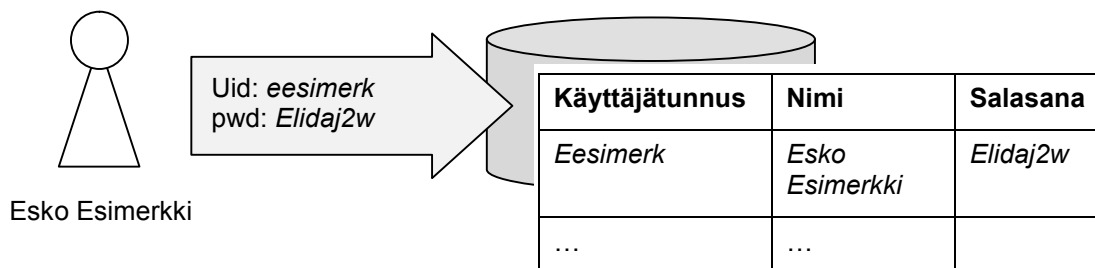 Uid: eesimerk
pwd: Elidaj2w
Esko Esimerkki
Käyttäjätunnus Nimi Salasana
Eesimerk Esko Elidaj2w
Esimerkki
… …